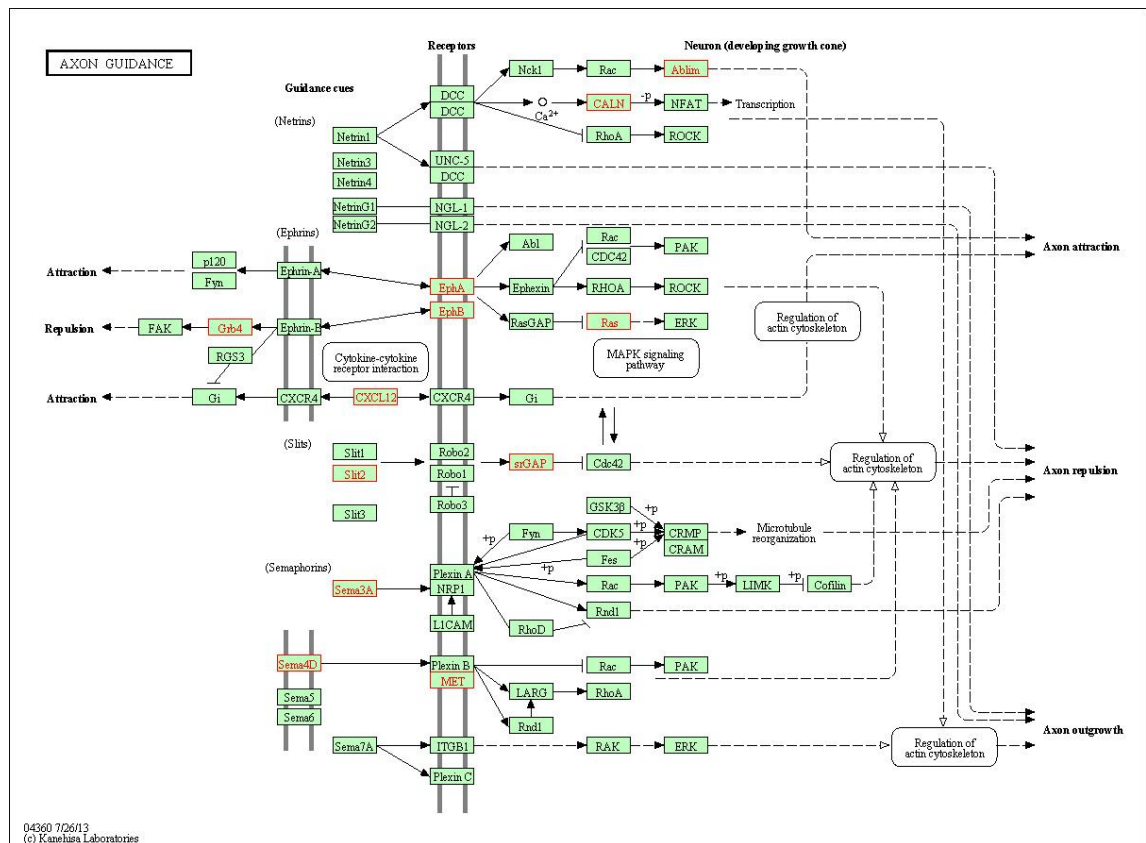 AXON GUIDANCE
Receptors
Neuron (developing growth cone)
Guidance cues
Nck1
Rac
Ablim
DCC
DCC
Ca2+
CALN
-p
NFAT
Transcription
(Netrins)
Netrin1
RhoA
ROCK
Netrin3
UNC-5
Netrin4
DCC
NetrinG1
NGL-1
NetrinG2
NGL-2
(Ephrins)
Abl
Rac
CDC42
PAK
Axon attraction
p120
Fyn
Attraction
Ephrin-A
EphA
Ephexin
RHOA
ROCK
Repulsion
FAK
Grb4
Ephrin-B
EphB
RasGAP
Ras
ERK
Regulation of
actin cytoskeleton
RGS3
Cytokine-cytokine
receptor interaction
MAPK signaling
pathway
Attraction
Gi
CXCR4
CXCL12
CXCR4
Gi
(Slits)
Slit1
Slit2
Robo2
Robo1
srGAP
Cdc42
Regulation of
actin cytoskeleton
Axon repulsion
Slit3
Robo3
GSK3β
+p
+p
Fyn
CDK5
+p
CRMP
CRAM
Microtubule
reorganization
+p
Fes
+p
(Semaphorins)
Sema3A
Plexin A
NRP1
Rac
PAK
+p
LIMK
+p
Cofilin
Rnd1
L1CAM
RhoD
Sema4D
Plexin B
MET
Rac
PAK
Sema5
Sema6
LARG
RhoA
Rnd1
Sema7A
ITGB1
RAK
ERK
Regulation of
actin cytoskeleton
Axon outgrowth
Plexin C
04360 7/26/13
(c) Kanehisa Laboratories